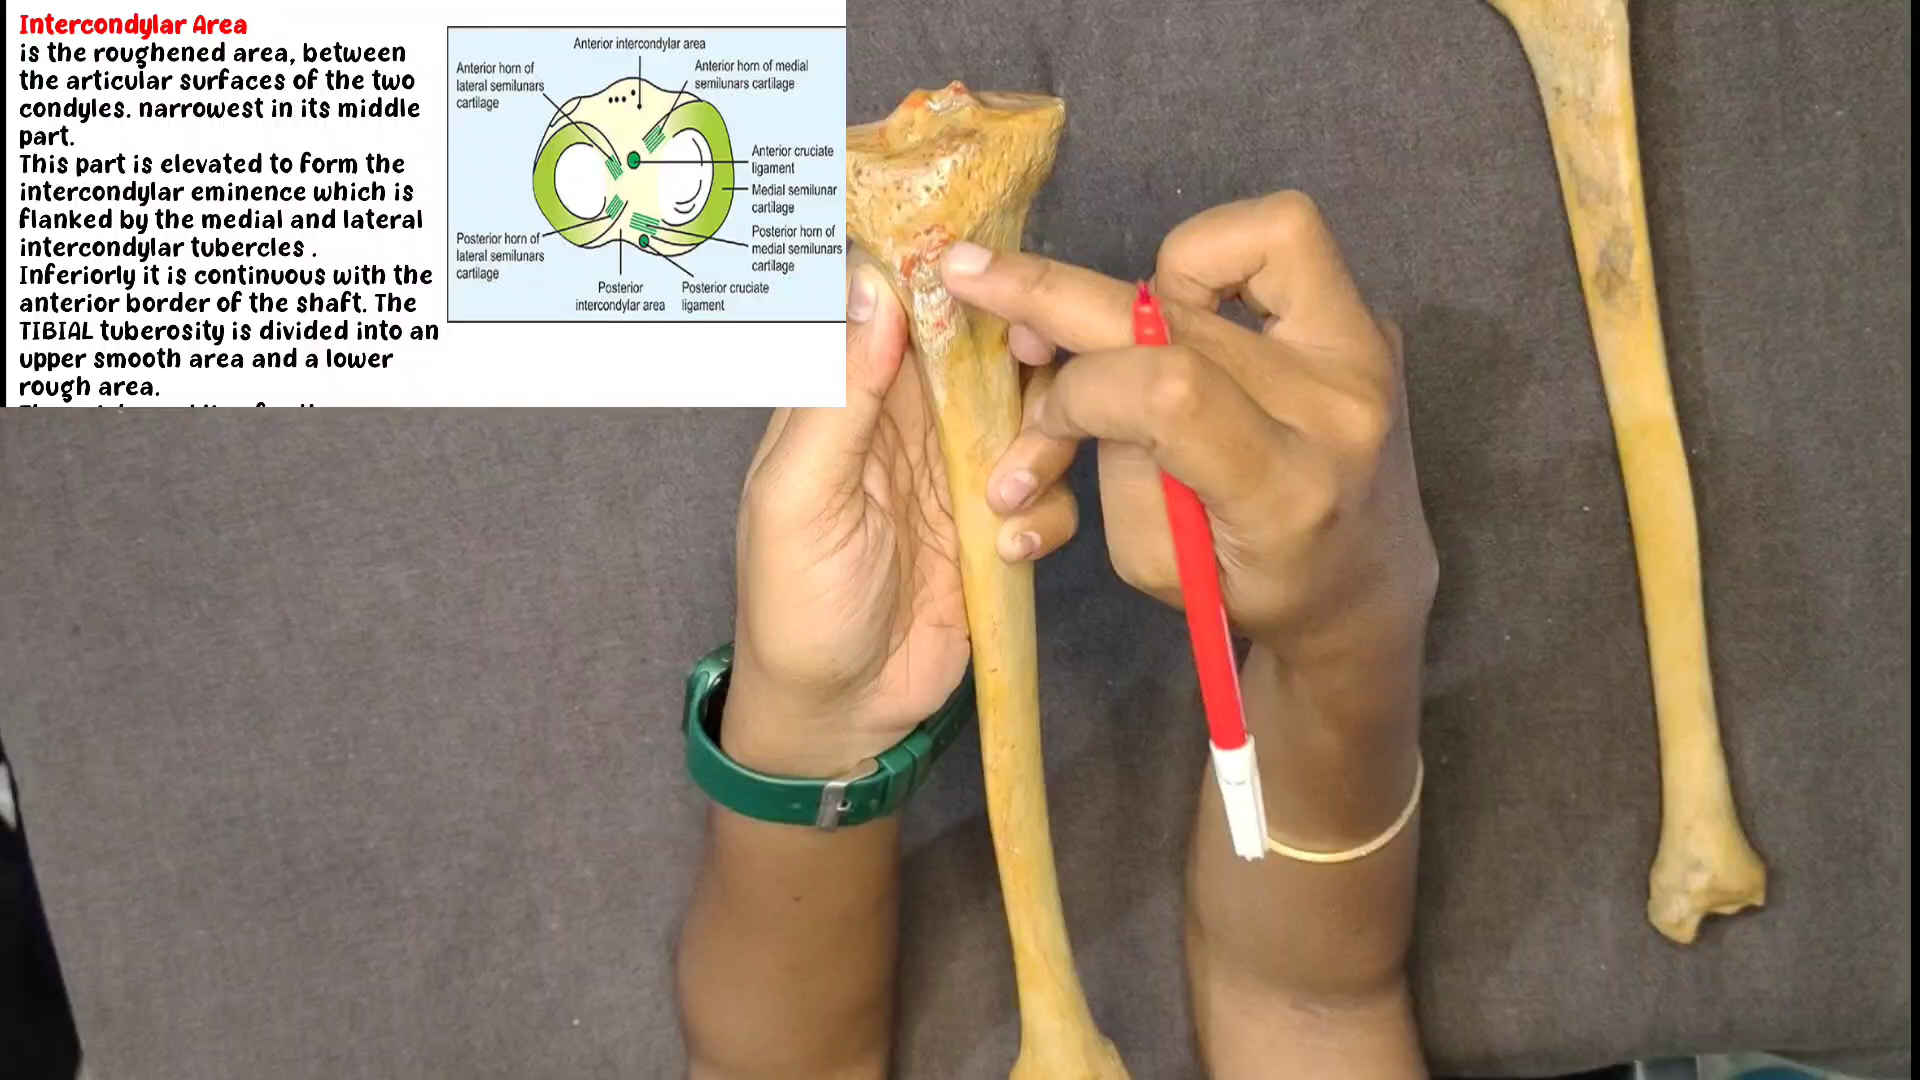 Intercondylar Area
is the roughened area, between
the articular surfaces of the two
condyles. narrowest in its middle
part.
This part is elevated to form the
intercondylar eminence which is
flanked by the medial and lateral
intercondylar tubercles .
Inferiorly it is continuous with the
anterior border of the shaft. The
TIBIAL tuberosity is divided into an
upper smooth area and a lower
rough area.
Anterior intercondylar area
Anterior horn of
lateral semilunars
cartilage
Anterior horn of medial
semilunars cartilage
Anterior cruciate
ligament
Medial semilunar
cartilage
Posterior horn of
medial semilunars
cartilage
Posterior horn of
lateral semilunars
cartilage
Posterior
intercondylar area
Posterior cruciate
ligament